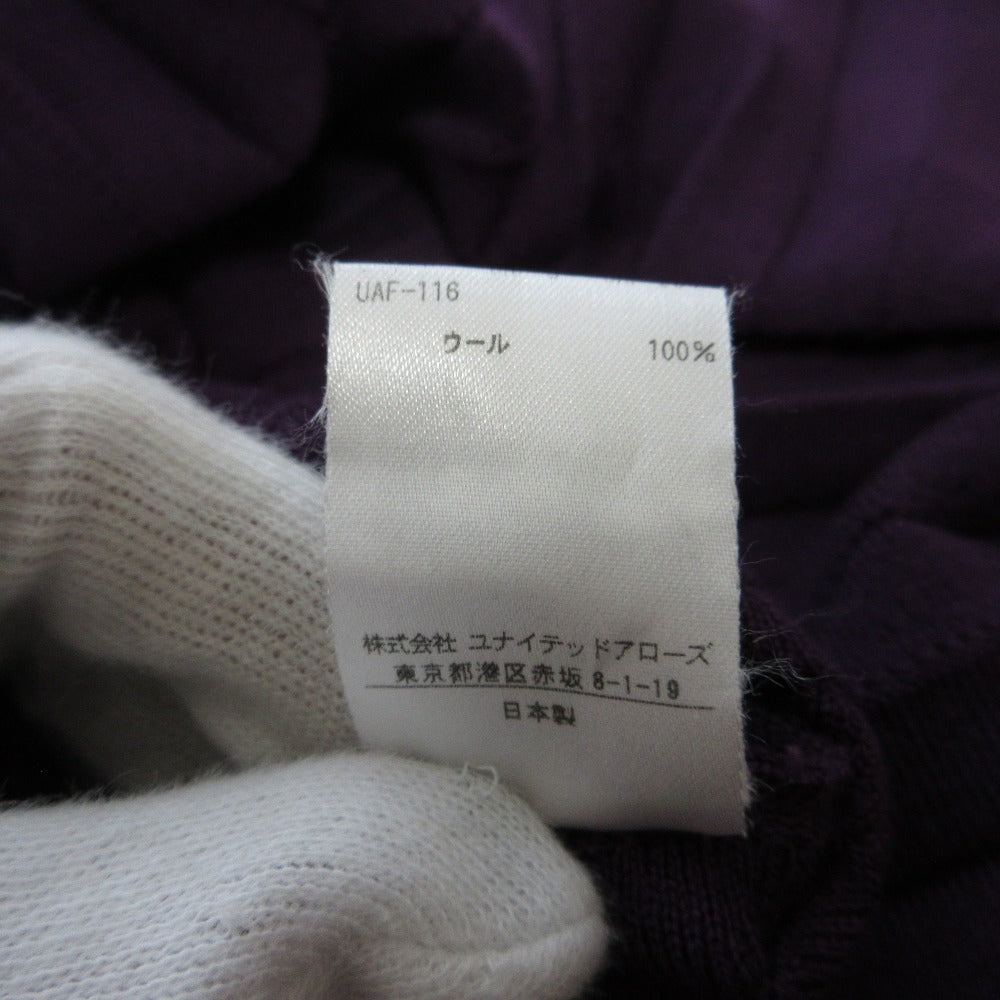 UAF-116
ウール 100%
株式会社 ユナイテッドアローズ
東京都港区赤坂 8-1-19
日本製